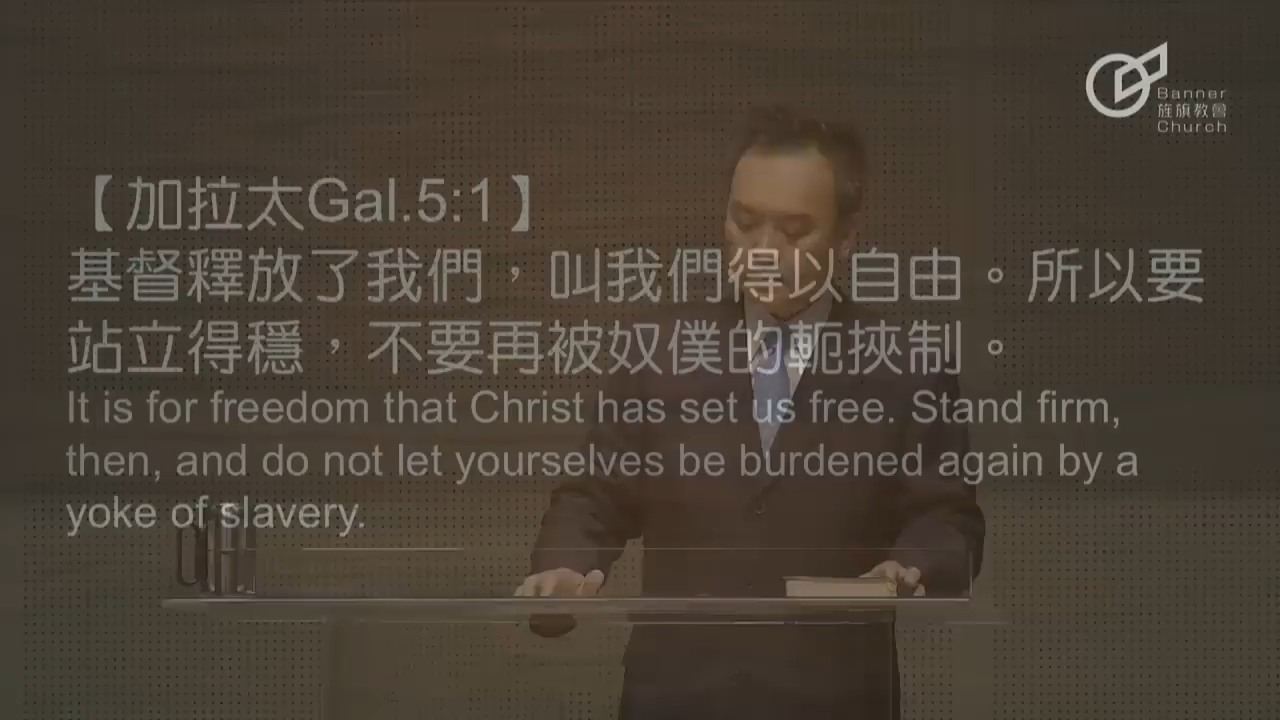 Banner
旌旗教會
Church
【加拉太Gal.5:1】
基督釋放了我們，叫我們得以自由。所以要
站立得穩，不要再被奴僕的軛挾制。
It is for freedom that Christ has set us free. Stand firm,
then, and do not let yourselves be burdened again by a
yoke of slavery.